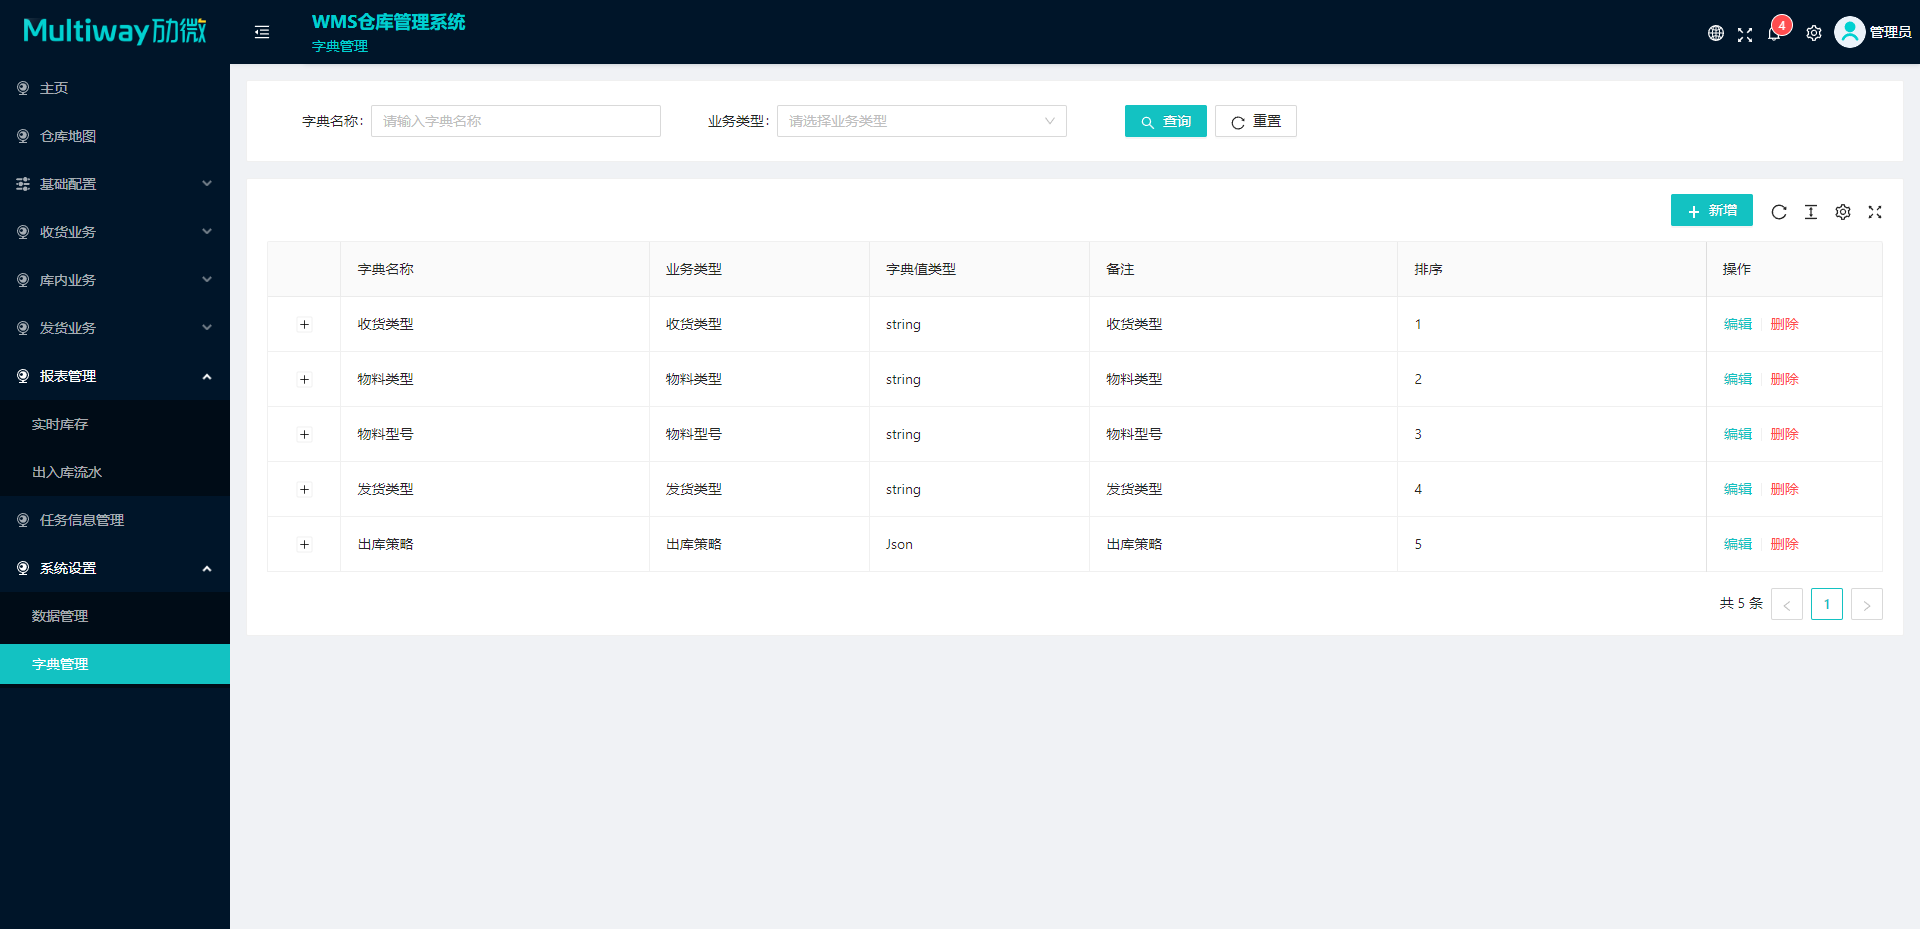 Multiway劢微
WMS仓库管理系统
字典管理
4
管理员
主页
仓库地图
基础配置
收货业务
库内业务
发货业务
报表管理
实时库存
出入库流水
任务信息管理
系统设置
数据管理
字典管理
字典名称: 请输入字典名称 业务类型: 请选择业务类型 查询 重置
新增
字典名称 业务类型 字典值类型 备注 排序 操作
收货类型 收货类型 string 收货类型 1 编辑 删除
物料类型 物料类型 string 物料类型 2 编辑 删除
物料型号 物料型号 string 物料型号 3 编辑 删除
发货类型 发货类型 string 发货类型 4 编辑 删除
出库策略 出库策略 Json 出库策略 5 编辑 删除
共 5 条 < 1 >